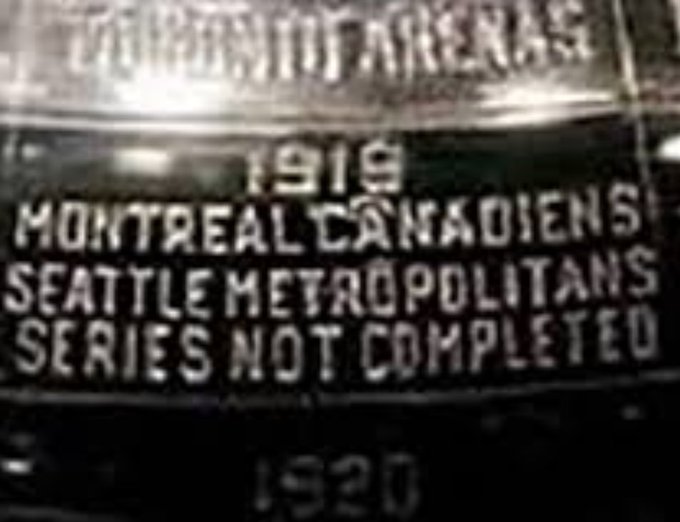 TORONTO ARENAS
1919
MONTREAL CANADIENS
SEATTLE METROPOLITANS
SERIES NOT COMPLETED
1920